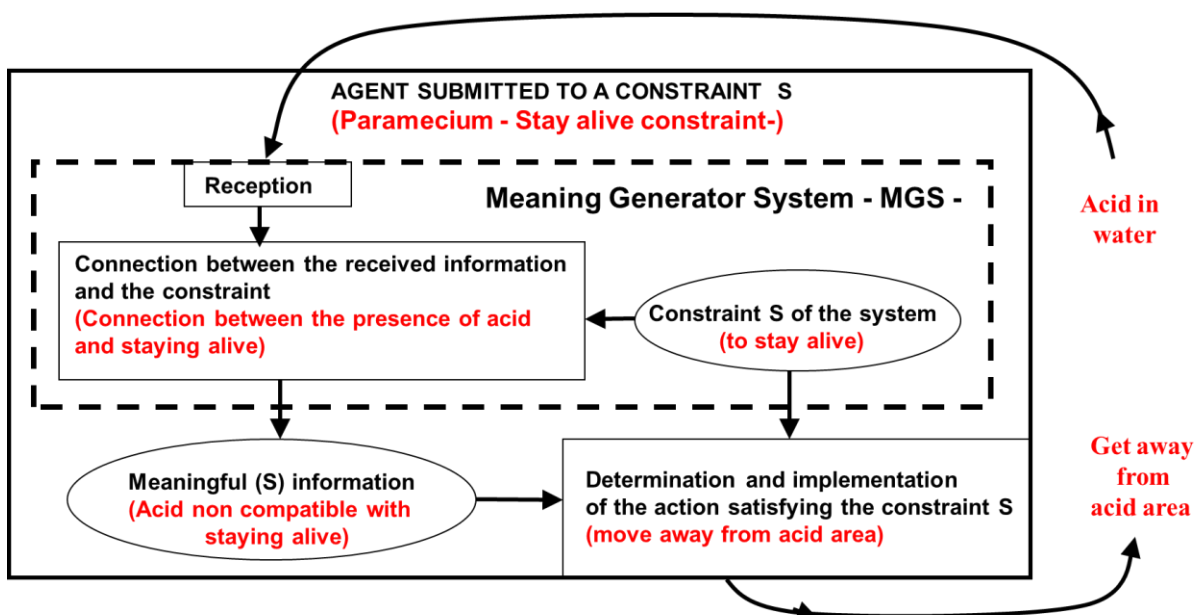 AGENT SUBMITTED TO A CONSTRAINT S
(Paramecium - Stay alive constraint-)
Reception
Meaning Generator System - MGS -
Acid in
water
Connection between the received information
and the constraint
(Connection between the presence of acid
and staying alive)
Constraint S of the system
(to stay alive)
Meaningful (S) information
(Acid non compatible with
staying alive)
Determination and implementation
of the action satisfying the constraint S
(move away from acid area)
Get away
from
acid area